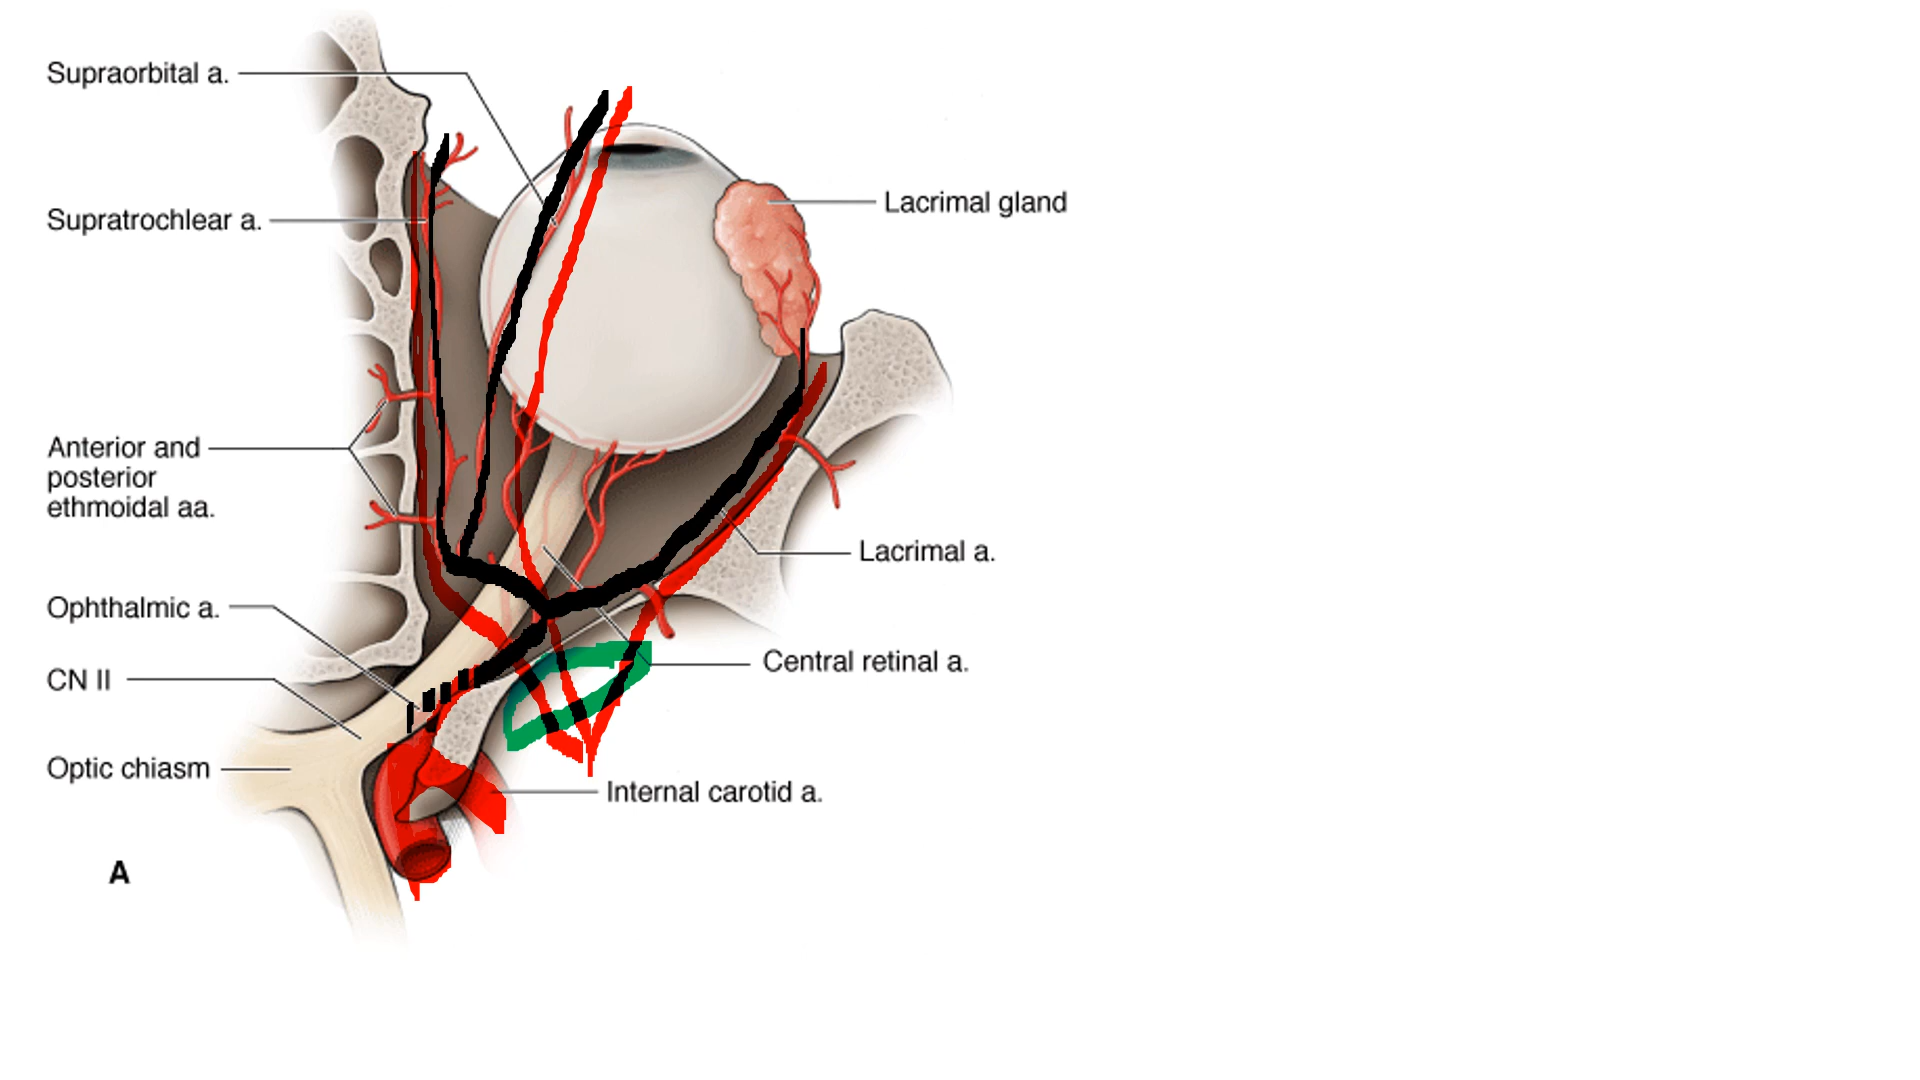 Supraorbital a.
Lacrimal gland
Supratrochlear a.
Anterior and
posterior
ethmoidal aa.
Lacrimal a.
Ophthalmic a.
Central retinal a.
CN II
Optic chiasm
Internal carotid a.
A